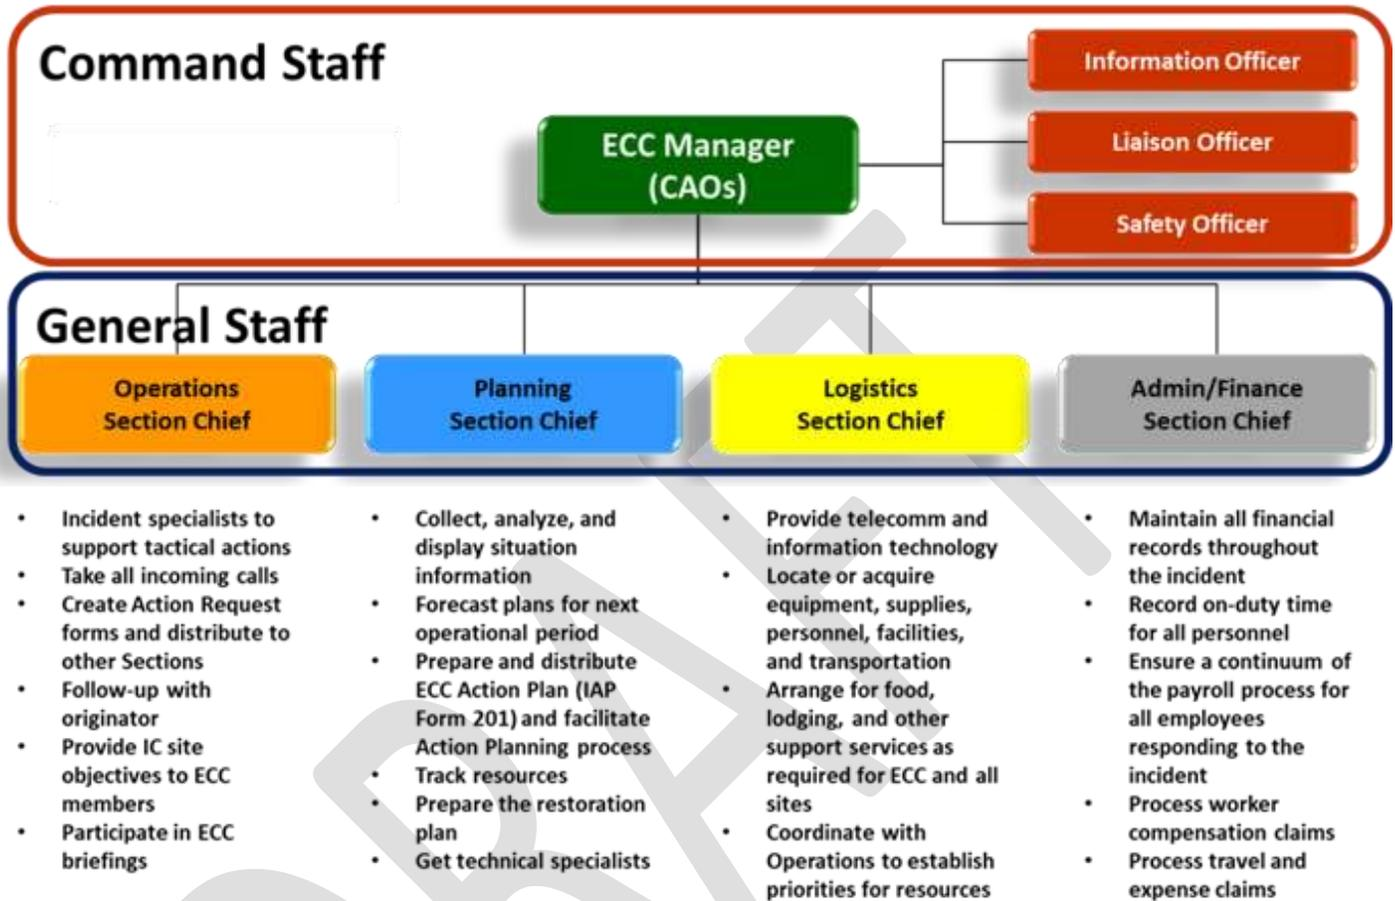 Command Staff
Information Officer
ECC Manager
(CAOs)
Liaison Officer
Safety Officer
General Staff
Operations
Section Chief
Planning
Section Chief
Logistics
Section Chief
Admin/Finance
Section Chief
• Incident specialists to
support tactical actions
• Take all incoming calls
• Create Action Request
forms and distribute to
other Sections
• Follow-up with
originator
• Provide IC site
objectives to ECC
members
• Participate in ECC
briefings
• Collect, analyze, and
display situation
information
• Forecast plans for next
operational period
• Prepare and distribute
ECC Action Plan (IAP
Form 201) and facilitate
Action Planning process
• Track resources
• Prepare the restoration
plan
• Get technical specialists
• Provide telecomm and
information technology
• Locate or acquire
equipment, supplies,
personnel, facilities,
and transportation
• Arrange for food,
lodging, and other
support services as
required for ECC and all
sites
• Coordinate with
Operations to establish
priorities for resources
• Maintain all financial
records throughout
the incident
• Record on-duty time
for all personnel
• Ensure a continuum of
the payroll process for
all employees
responding to the
incident
• Process worker
compensation claims
• Process travel and
expense claims
DRAFT